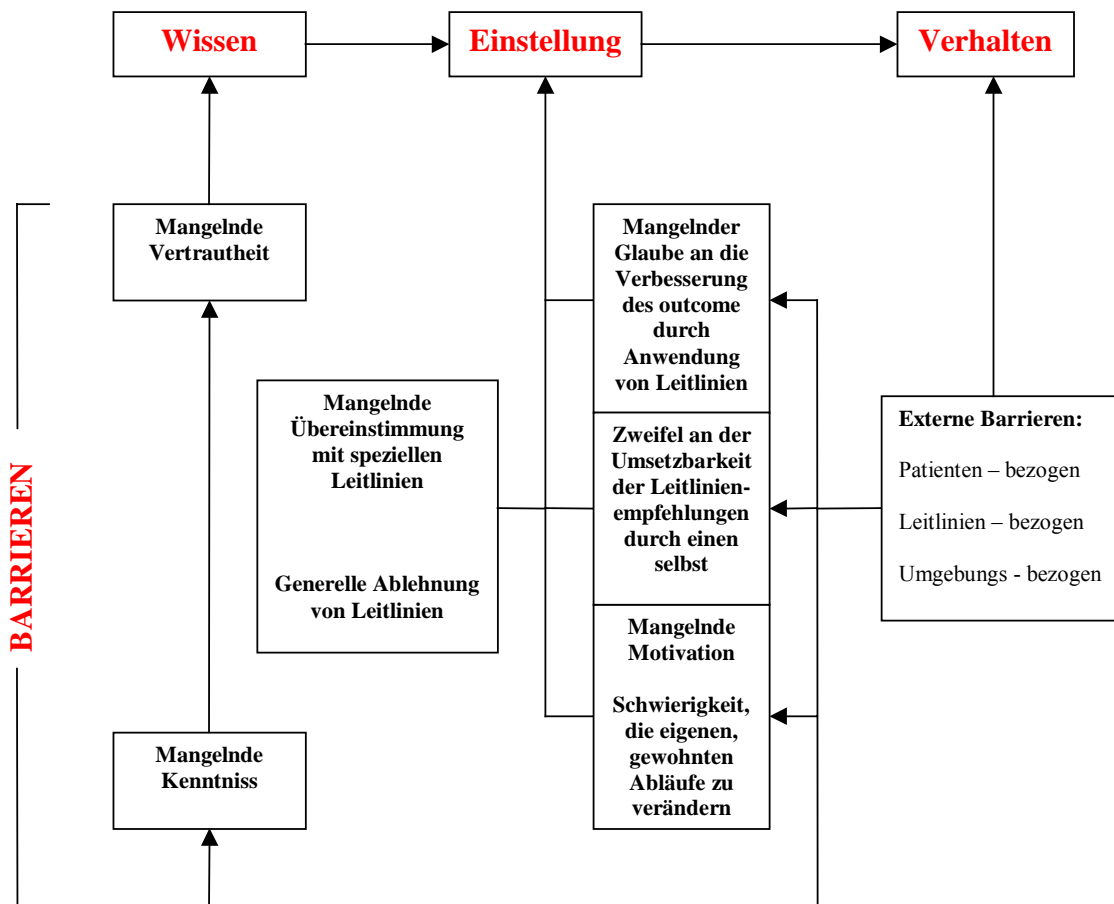 Wissen
Einstellung
Verhalten
BARRIEREN
Mangelnde
Vertrautheit
Mangelnde
Kenntniss
Mangelnde
Übereinstimmung
mit speziellen
Leitlinien
Generelle Ablehnung
von Leitlinien
Mangelnder
Glaube an die
Verbesserung
des outcome
durch
Anwendung
von Leitlinien
Zweifel an der
Umsetzbarkeit
der Leitlinien-
empfehlungen
durch einen
selbst
Mangelnde
Motivation
Schwierigkeit,
die eigenen,
gewohnten
Abläufe zu
verändern
Externe Barrieren:
Patienten – bezogen
Leitlinien – bezogen
Umgebungs - bezogen